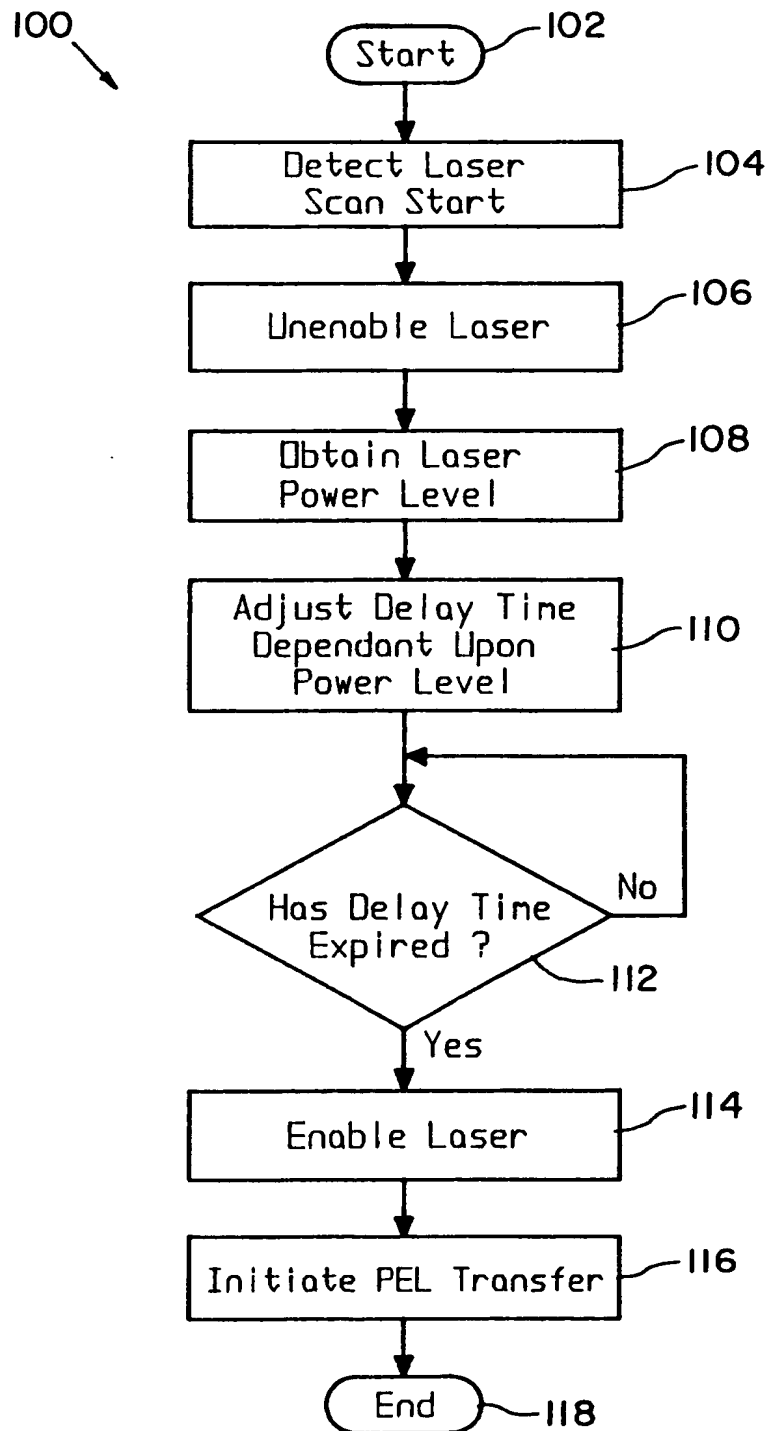 100
Start
102
Detect Laser
Scan Start
104
Unenable Laser
106
Obtain Laser
Power Level
108
Adjust Delay Time
Dependant Upon
Power Level
110
Has Delay Time
Expired ?
No
112
Yes
Enable Laser
114
Initiate PEL Transfer
116
End
118